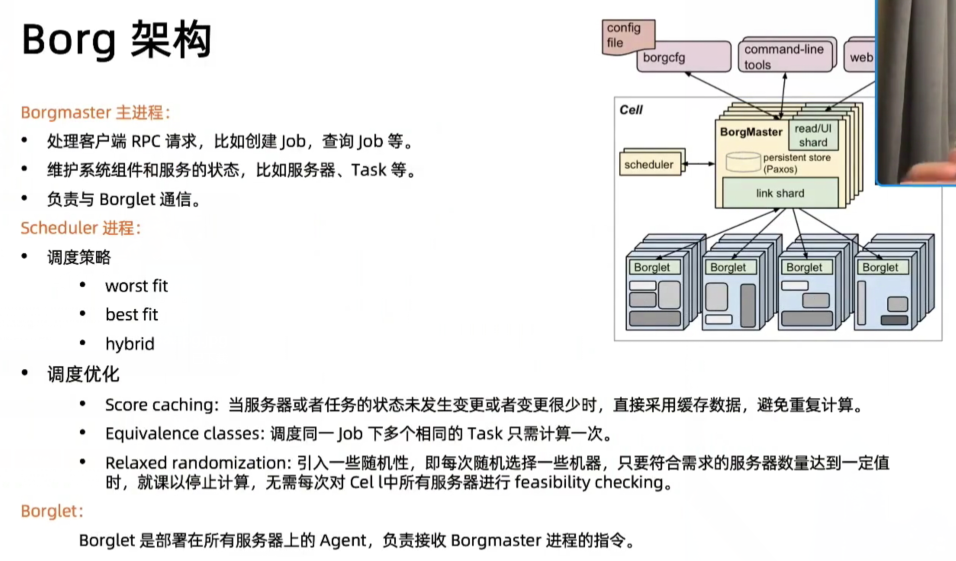 Borg 架构
config
file
borgcfg
command-line
tools
web
Cell
BorgMaster
read/UI
shard
persistent store
(Paxos)
scheduler
link shard
Borglet
Borglet
Borglet
Borglet
Borgmaster 主进程：
• 处理客户端 RPC 请求，比如创建 Job，查询 Job 等。
• 维护系统组件和服务的状态，比如服务器、Task 等。
• 负责与 Borglet 通信。
Scheduler 进程：
• 调度策略
• worst fit
• best fit
• hybrid
• 调度优化
• Score caching: 当服务器或者任务的状态未发生变更或者变更很少时，直接采用缓存数据，避免重复计算。
• Equivalence classes: 调度同一 Job 下多个相同的 Task 只需计算一次。
• Relaxed randomization: 引入一些随机性，即每次随机选择一些机器，只要符合需求的服务器数量达到一定值
时，就课以停止计算，无需每次对 Cel l中所有服务器进行 feasibility checking。
Borglet：
Borglet 是部署在所有服务器上的 Agent，负责接收 Borgmaster 进程的指令。